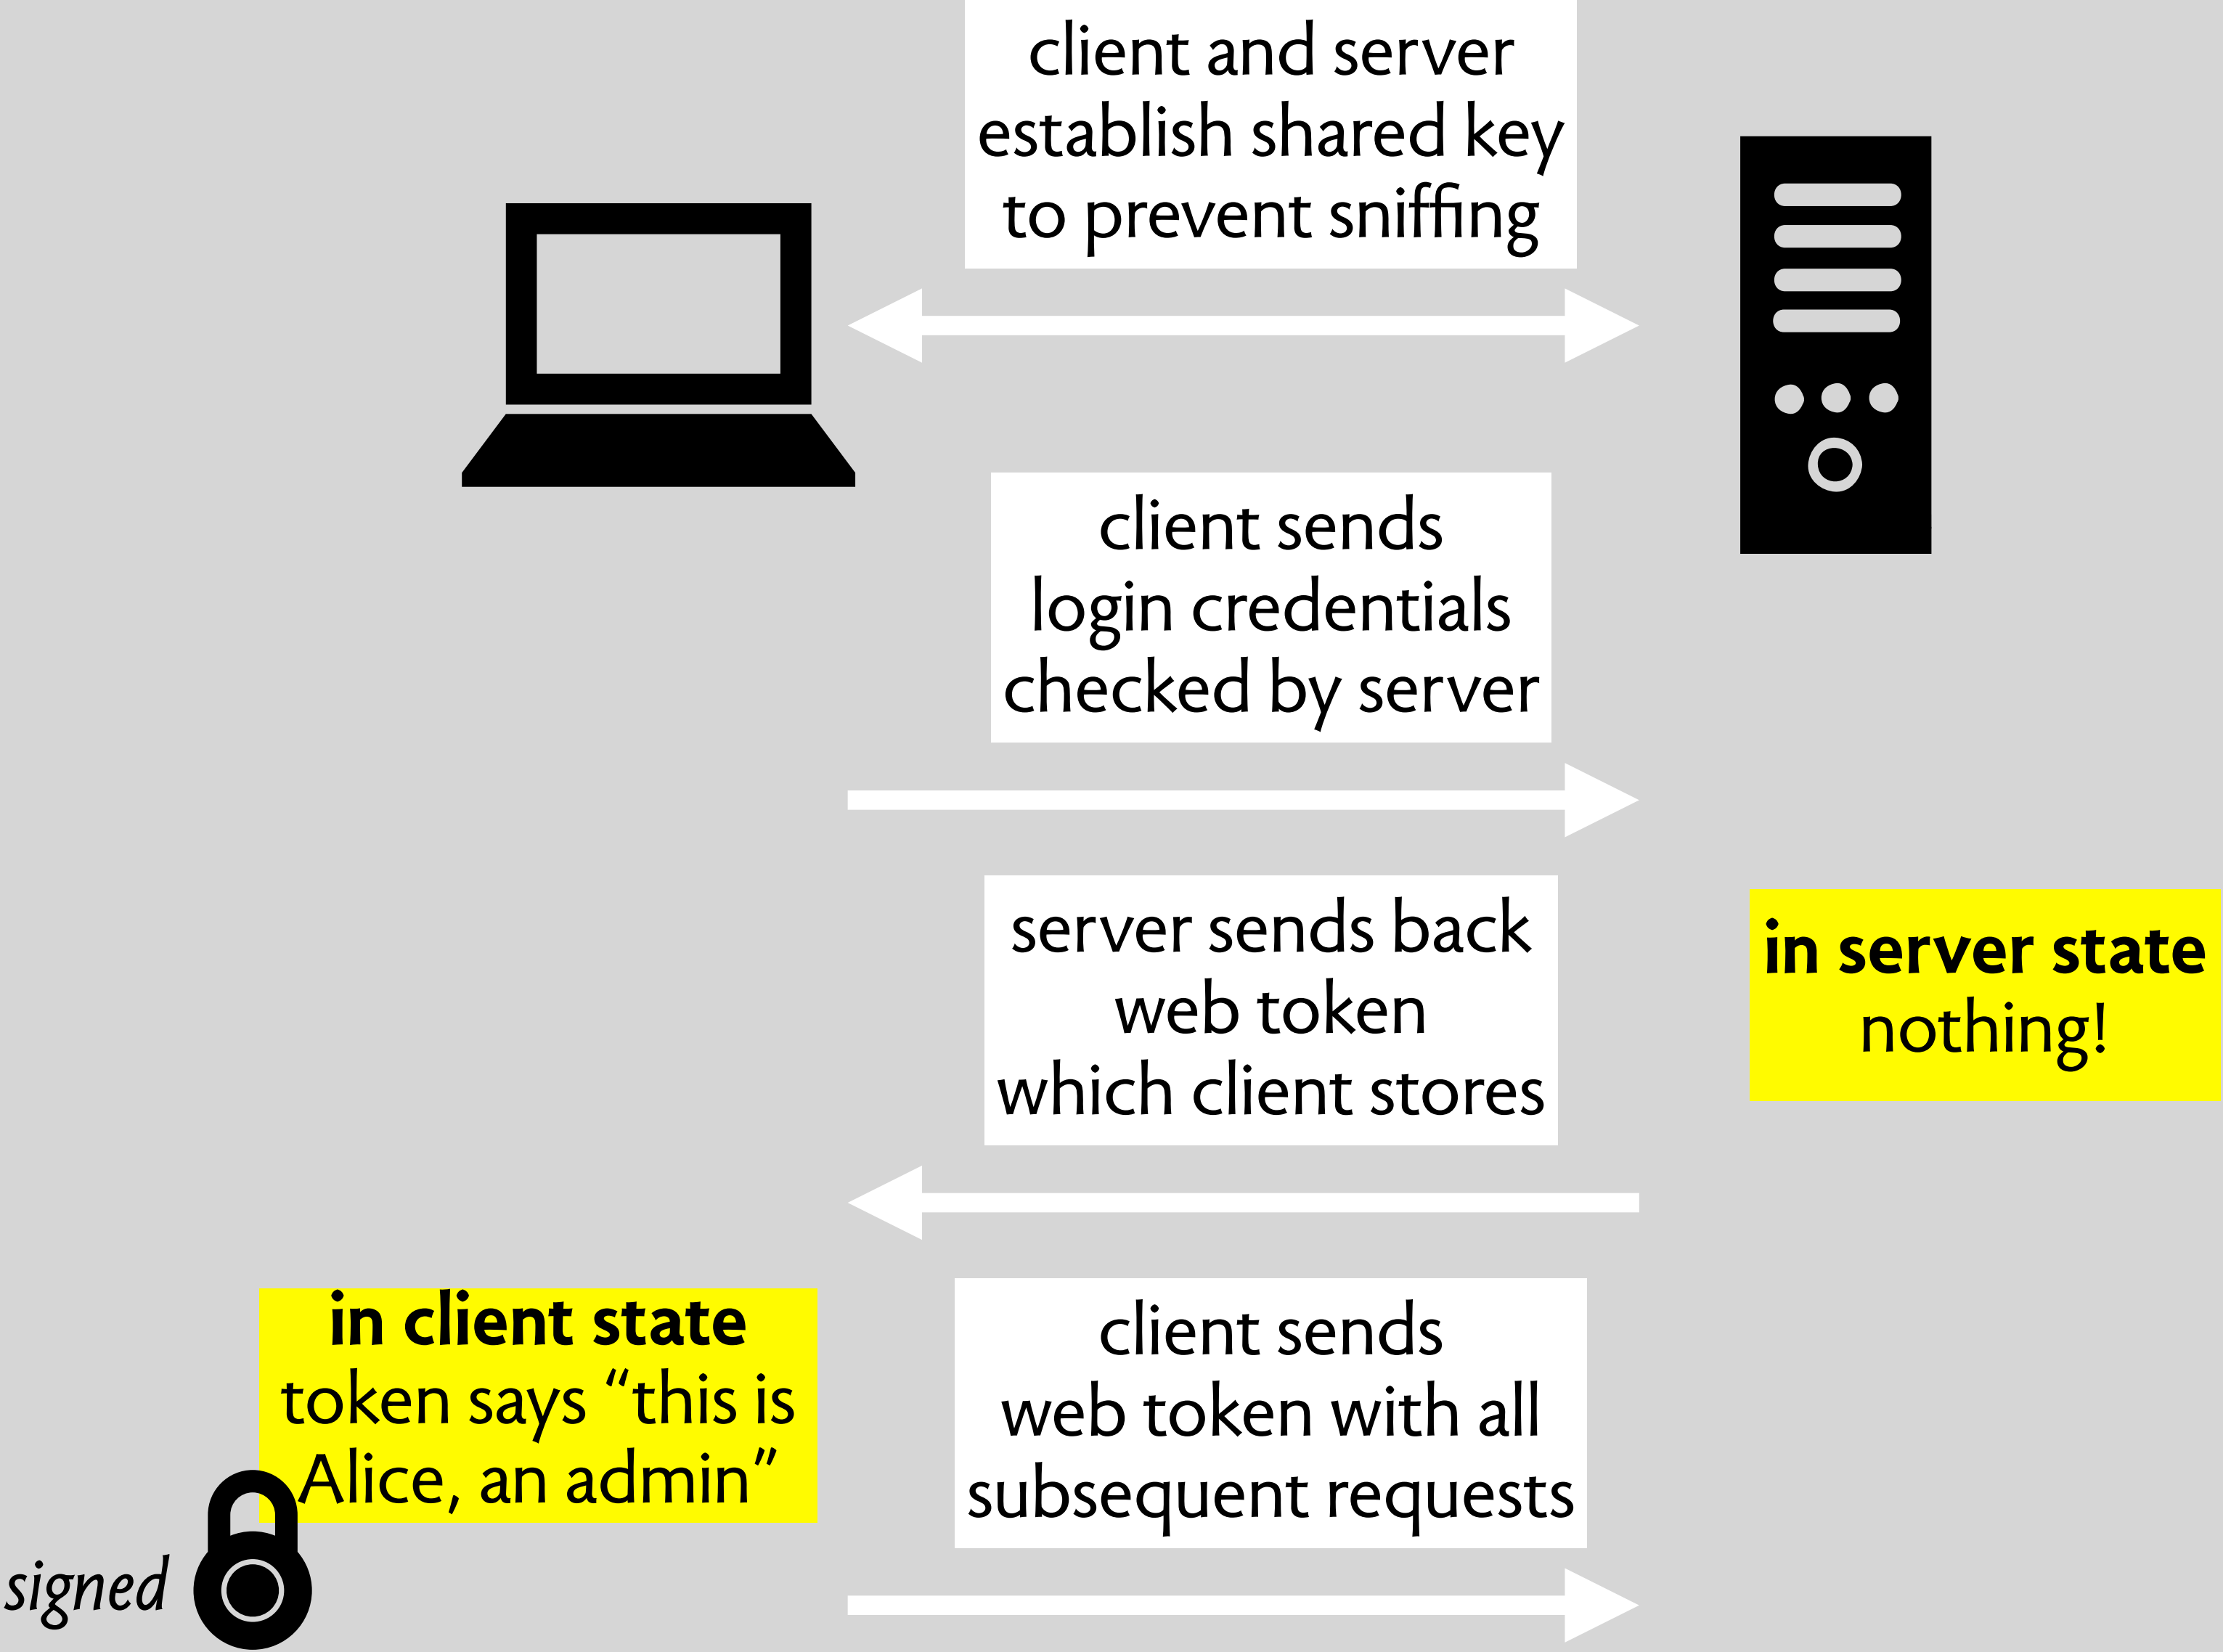 client and server
establish shared key
to prevent sniffing
client sends
login credentials
checked by server
server sends back
web token
which client stores
in server state
nothing!
in client state
token says “this is
Alice, an admin”
signed
client sends
web token with all
subsequent requests